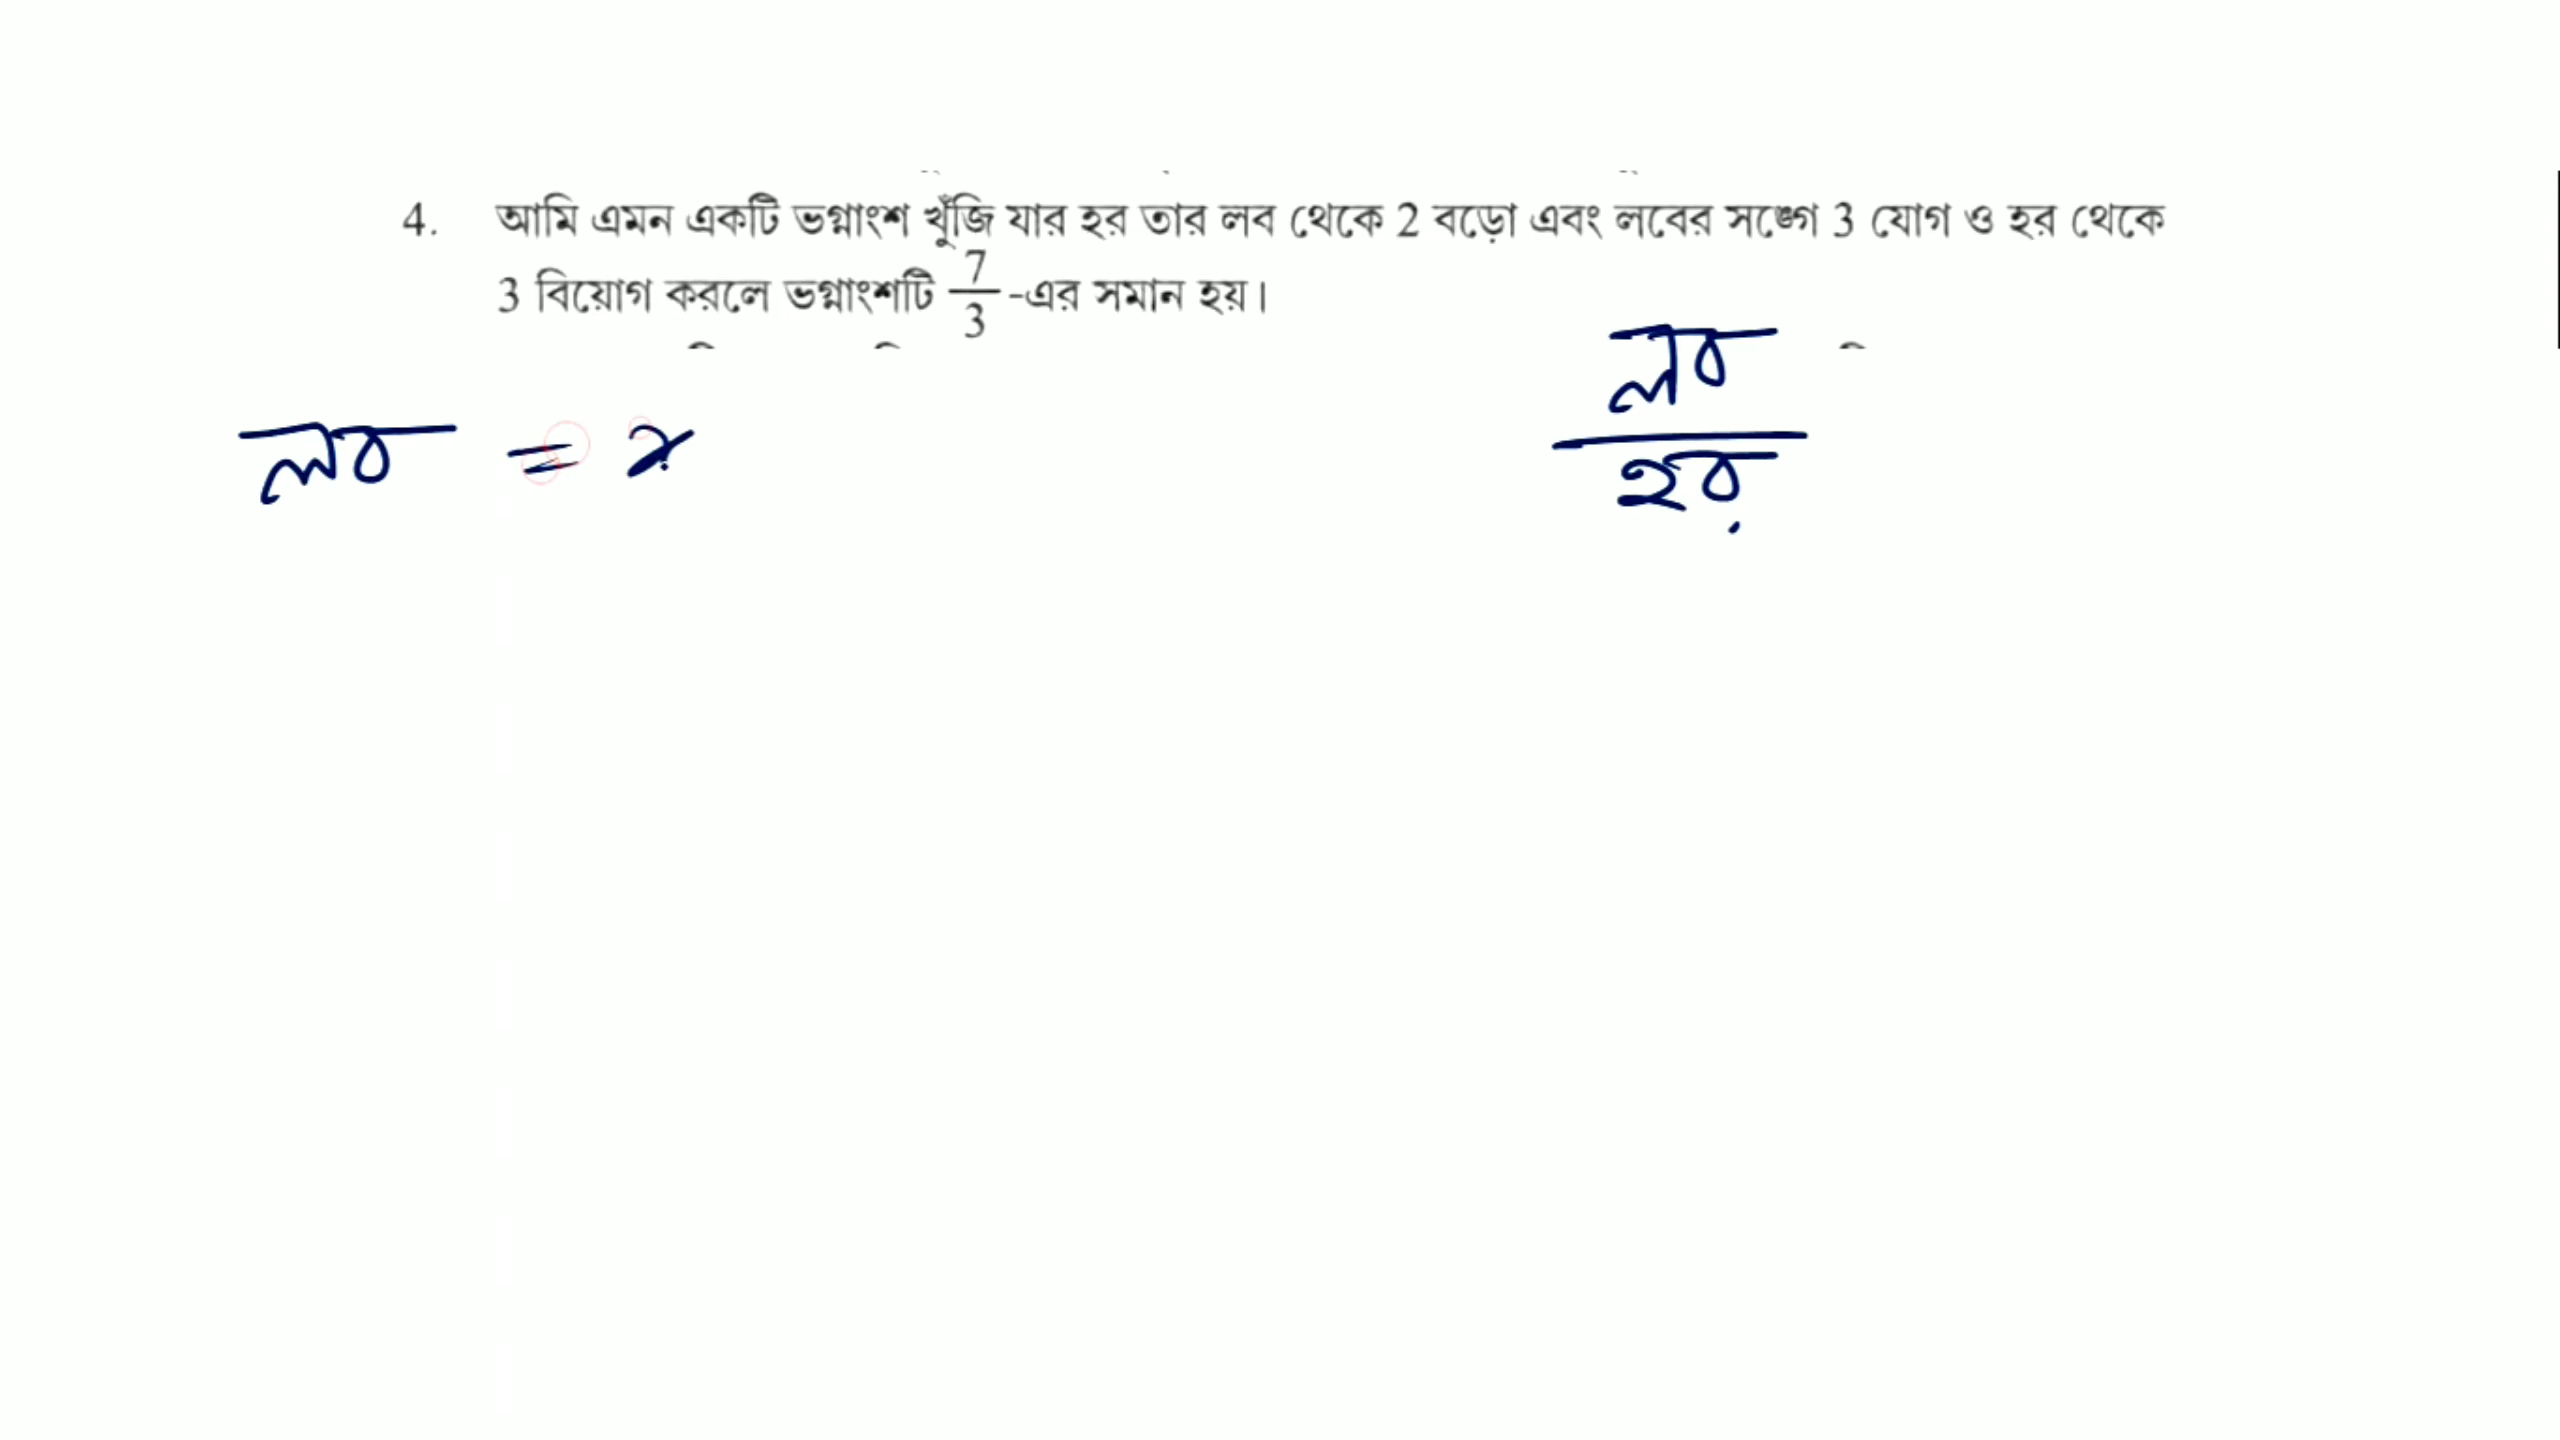 4. আমি এমন একটি ভগ্নাংশ খুঁজি যার হর তার লব থেকে 2 বড়ো এবং লবের সঙ্গে 3 যোগ ও হর থেকে
3 বিয়োগ করলে ভগ্নাংশটি 7/3 -এর সমান হয়।
লব = x
লব
হর